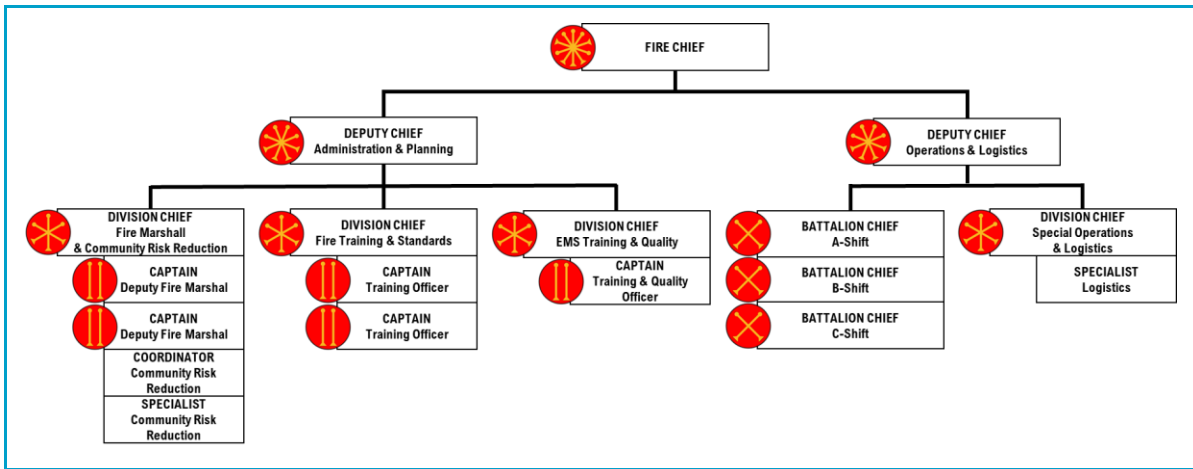 FIRE CHIEF
DEPUTY CHIEF
Administration & Planning
DEPUTY CHIEF
Operations & Logistics
DIVISION CHIEF
Fire Marshall
& Community Risk Reduction
CAPTAIN
Deputy Fire Marshal
CAPTAIN
Deputy Fire Marshal
COORDINATOR
Community Risk
Reduction
SPECIALIST
Community Risk
Reduction
DIVISION CHIEF
Fire Training & Standards
CAPTAIN
Training Officer
CAPTAIN
Training Officer
DIVISION CHIEF
EMS Training & Quality
CAPTAIN
Training & Quality
Officer
BATTALION CHIEF
A-Shift
BATTALION CHIEF
B-Shift
BATTALION CHIEF
C-Shift
DIVISION CHIEF
Special Operations
& Logistics
SPECIALIST
Logistics